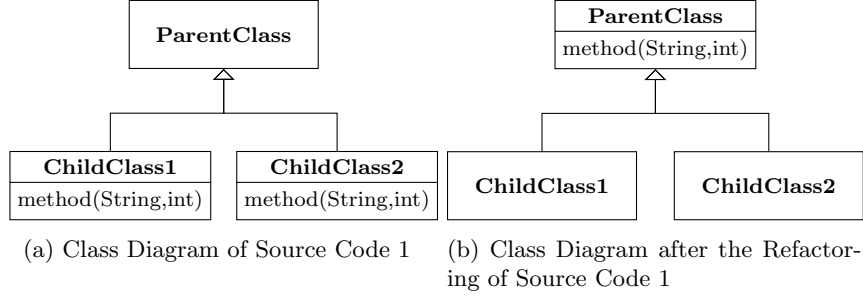 ParentClass
ChildClass1
method(String,int)
ChildClass2
method(String,int)
(a) Class Diagram of Source Code 1
ParentClass
method(String,int)
ChildClass1
ChildClass2
(b) Class Diagram after the Refactor-
ing of Source Code 1